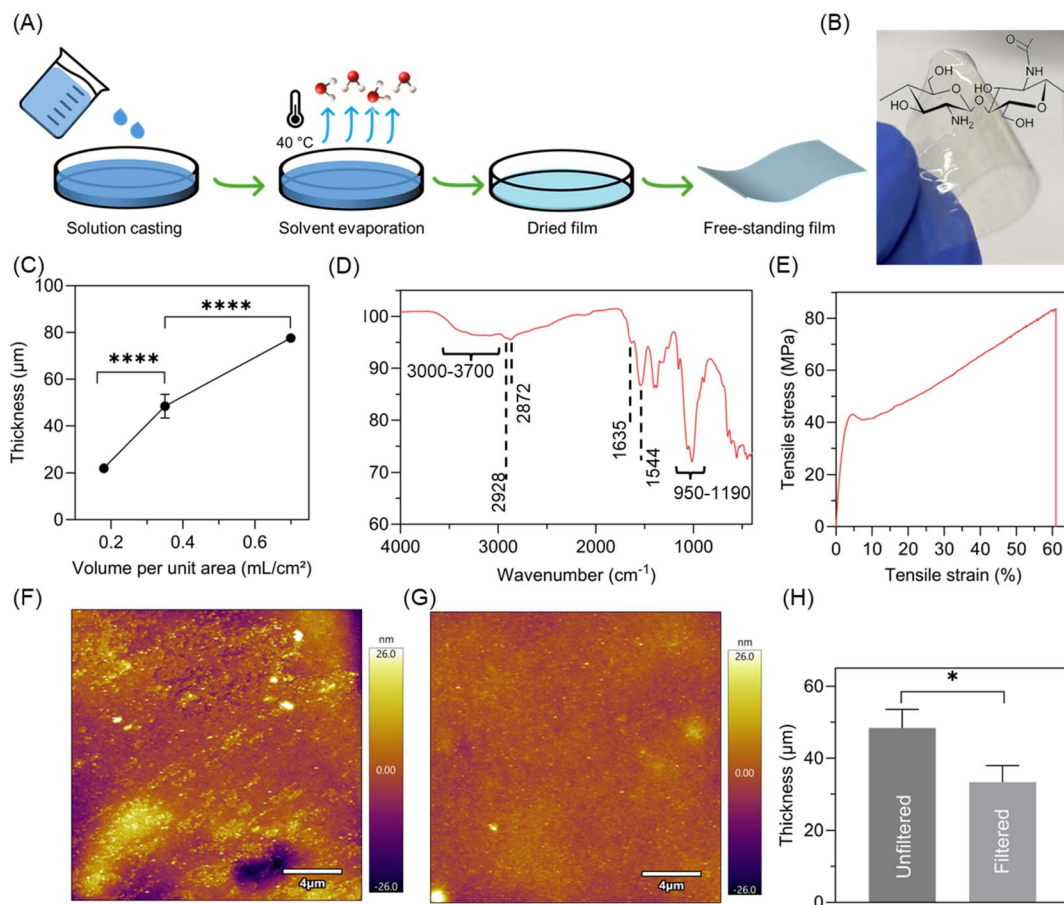 (A)
40 °C
Solution casting
Solvent evaporation
Dried film
Free-standing film
(B)
OH
O
HO
NH₂
O
O
NH
HO
O
OH
(C)
100
80
60
40
20
0
0.2
0.4
0.6
Thickness (µm)
Volume per unit area (mL/cm²)
****
****
(D)
100
90
80
70
60
4000
3000
2000
1000
3000-3700
2928
2872
1635
1544
950-1190
Wavenumber (cm⁻¹)
(E)
80
60
40
20
0
0
10
20
30
40
50
60
Tensile stress (MPa)
Tensile strain (%)
(F)
4µm
nm
26.0
0.00
-26.0
(G)
4µm
nm
26.0
0.00
-26.0
(H)
60
40
20
0
Thickness (µm)
*
Unfiltered
Filtered